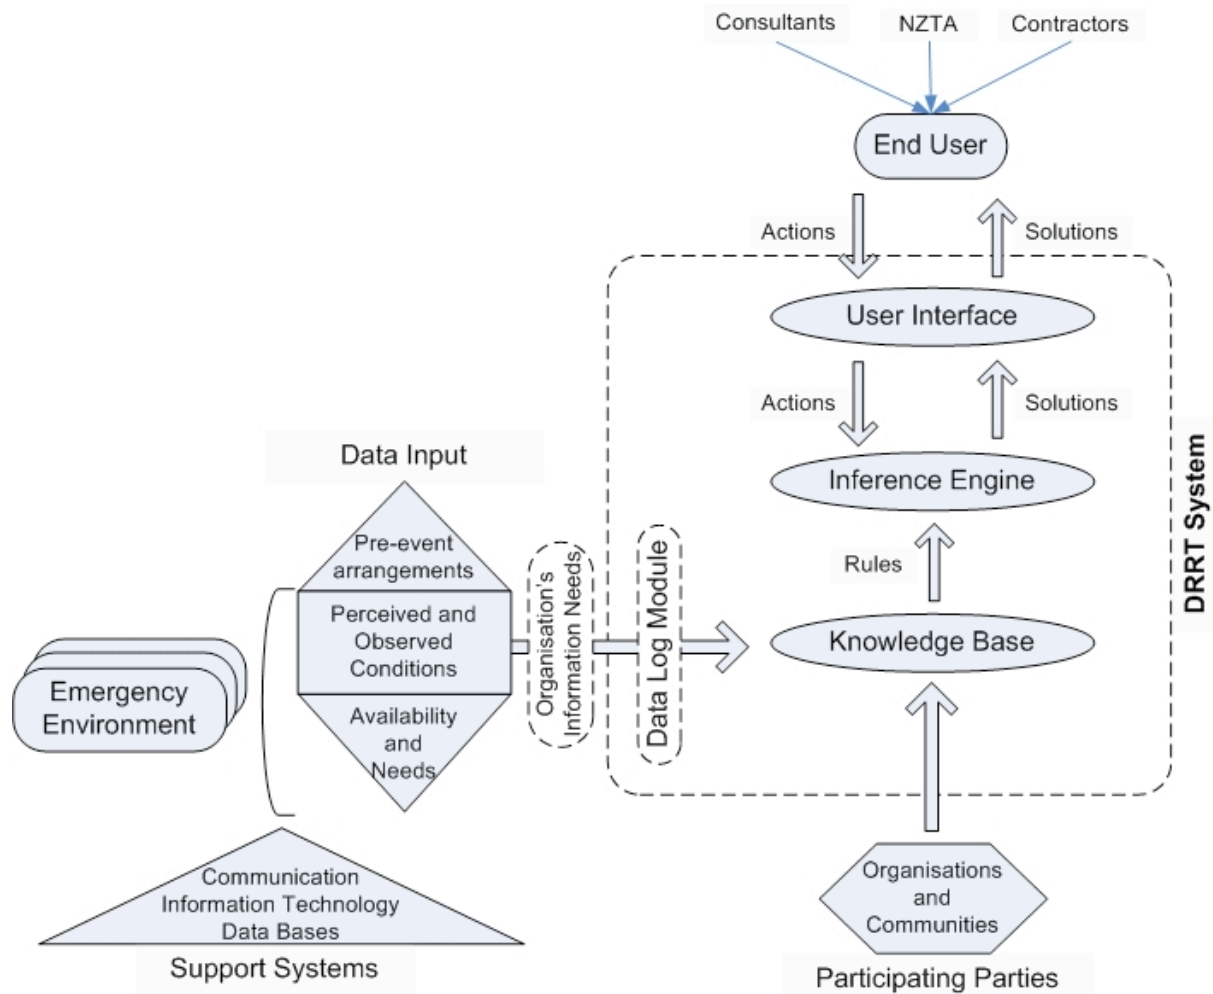 Consultants
NZTA
Contractors
End User
Actions
Solutions
User Interface
Actions
Solutions
Inference Engine
Rules
Knowledge Base
DRRT System
Data Input
Pre-event
arrangements
Perceived and
Observed
Conditions
Availability
and
Needs
Organisation's
Information Needs
Data Log Module
Emergency
Environment
Communication
Information Technology
Data Bases
Support Systems
Organisations
and
Communities
Participating Parties